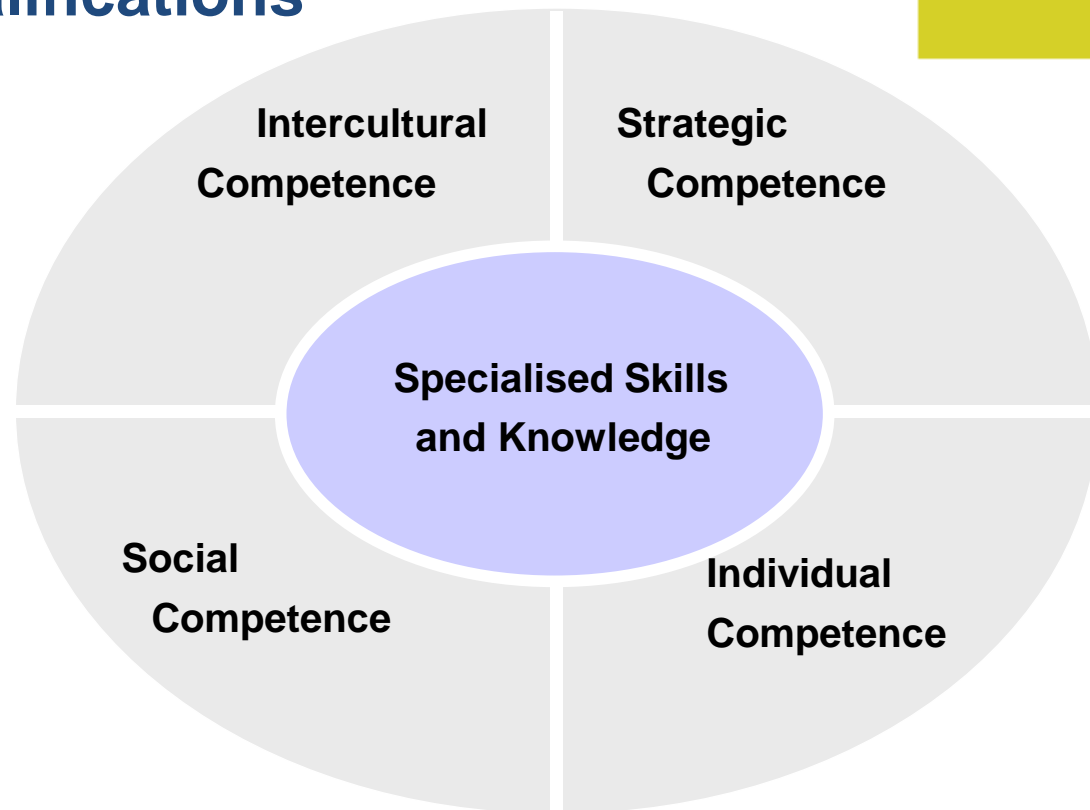 Intercultural
Competence
Strategic
Competence
Specialised Skills
and Knowledge
Social
Competence
Individual
Competence